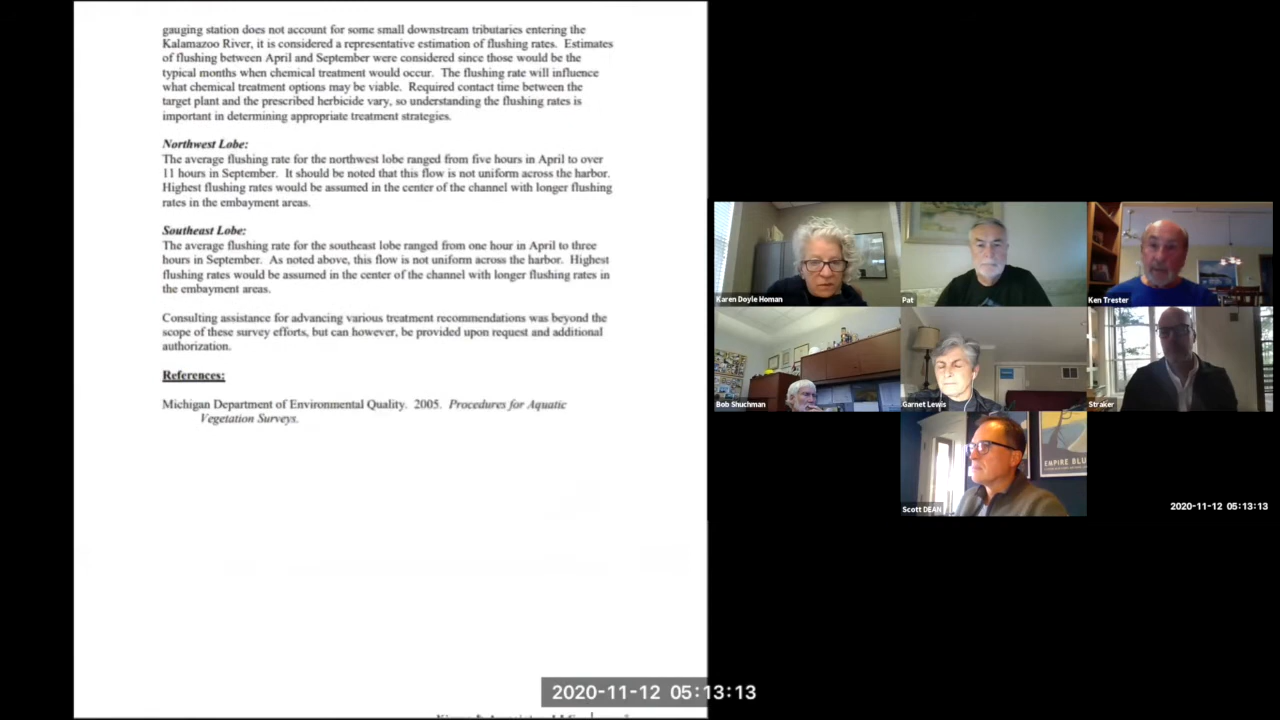 gauging station does not account for some small downstream tributaries entering the
Kalamazoo River, it is considered a representative estimation of flushing rates.  Estimates
of flushing between April and September were considered since those would be the
typical months when chemical treatment would occur.  The flushing rate will influence
what chemical treatment options may be viable.  Required contact time between the
target plant and the prescribed herbicide vary, so understanding the flushing rates is
important in determining appropriate treatment strategies.
Northwest Lobe:
The average flushing rate for the northwest lobe ranged from five hours in April to over
11 hours in September.  It should be noted that this flow is not uniform across the harbor.
Highest flushing rates would be assumed in the center of the channel with longer flushing
rates in the embayment areas.
Southeast Lobe:
The average flushing rate for the southeast lobe ranged from one hour in April to three
hours in September.  As noted above, this flow is not uniform across the harbor.  Highest
flushing rates would be assumed in the center of the channel with longer flushing rates in
the embayment areas.
Consulting assistance for advancing various treatment recommendations was beyond the
scope of these survey efforts, but can however, be provided upon request and additional
authorization.
References:
Michigan Department of Environmental Quality.  2005.  Procedures for Aquatic
Vegetation Surveys.
Karen Doyle Homan
Pat
Ken Trester
Bob Shuchman
Garnet Lewis
Straker
EMPIRE BLU
Scott DEAN
2020-11-12 05:13:13
2020-11-12 05:13:13